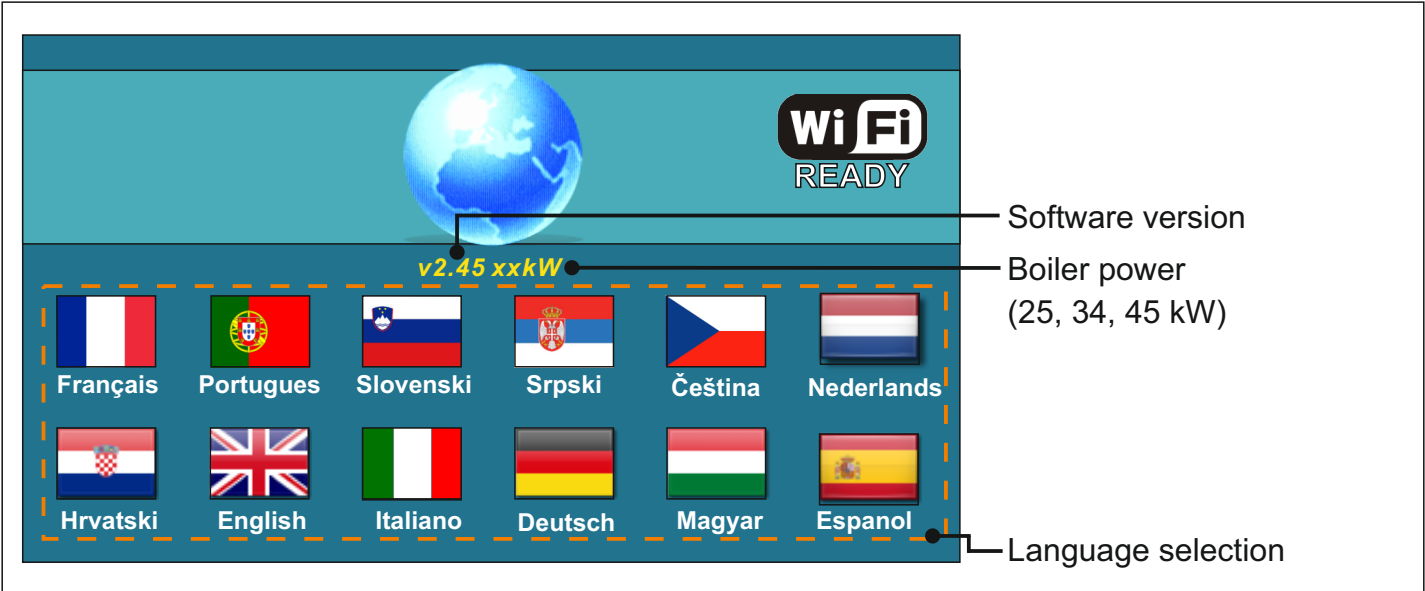 Wi Fi
READY
Software version
v2.45 xxkW
Boiler power
(25, 34, 45 kW)
Français Portugues Slovenski Srpski Čeština Nederlands
Hrvatski English Italiano Deutsch Magyar Espanol
Language selection